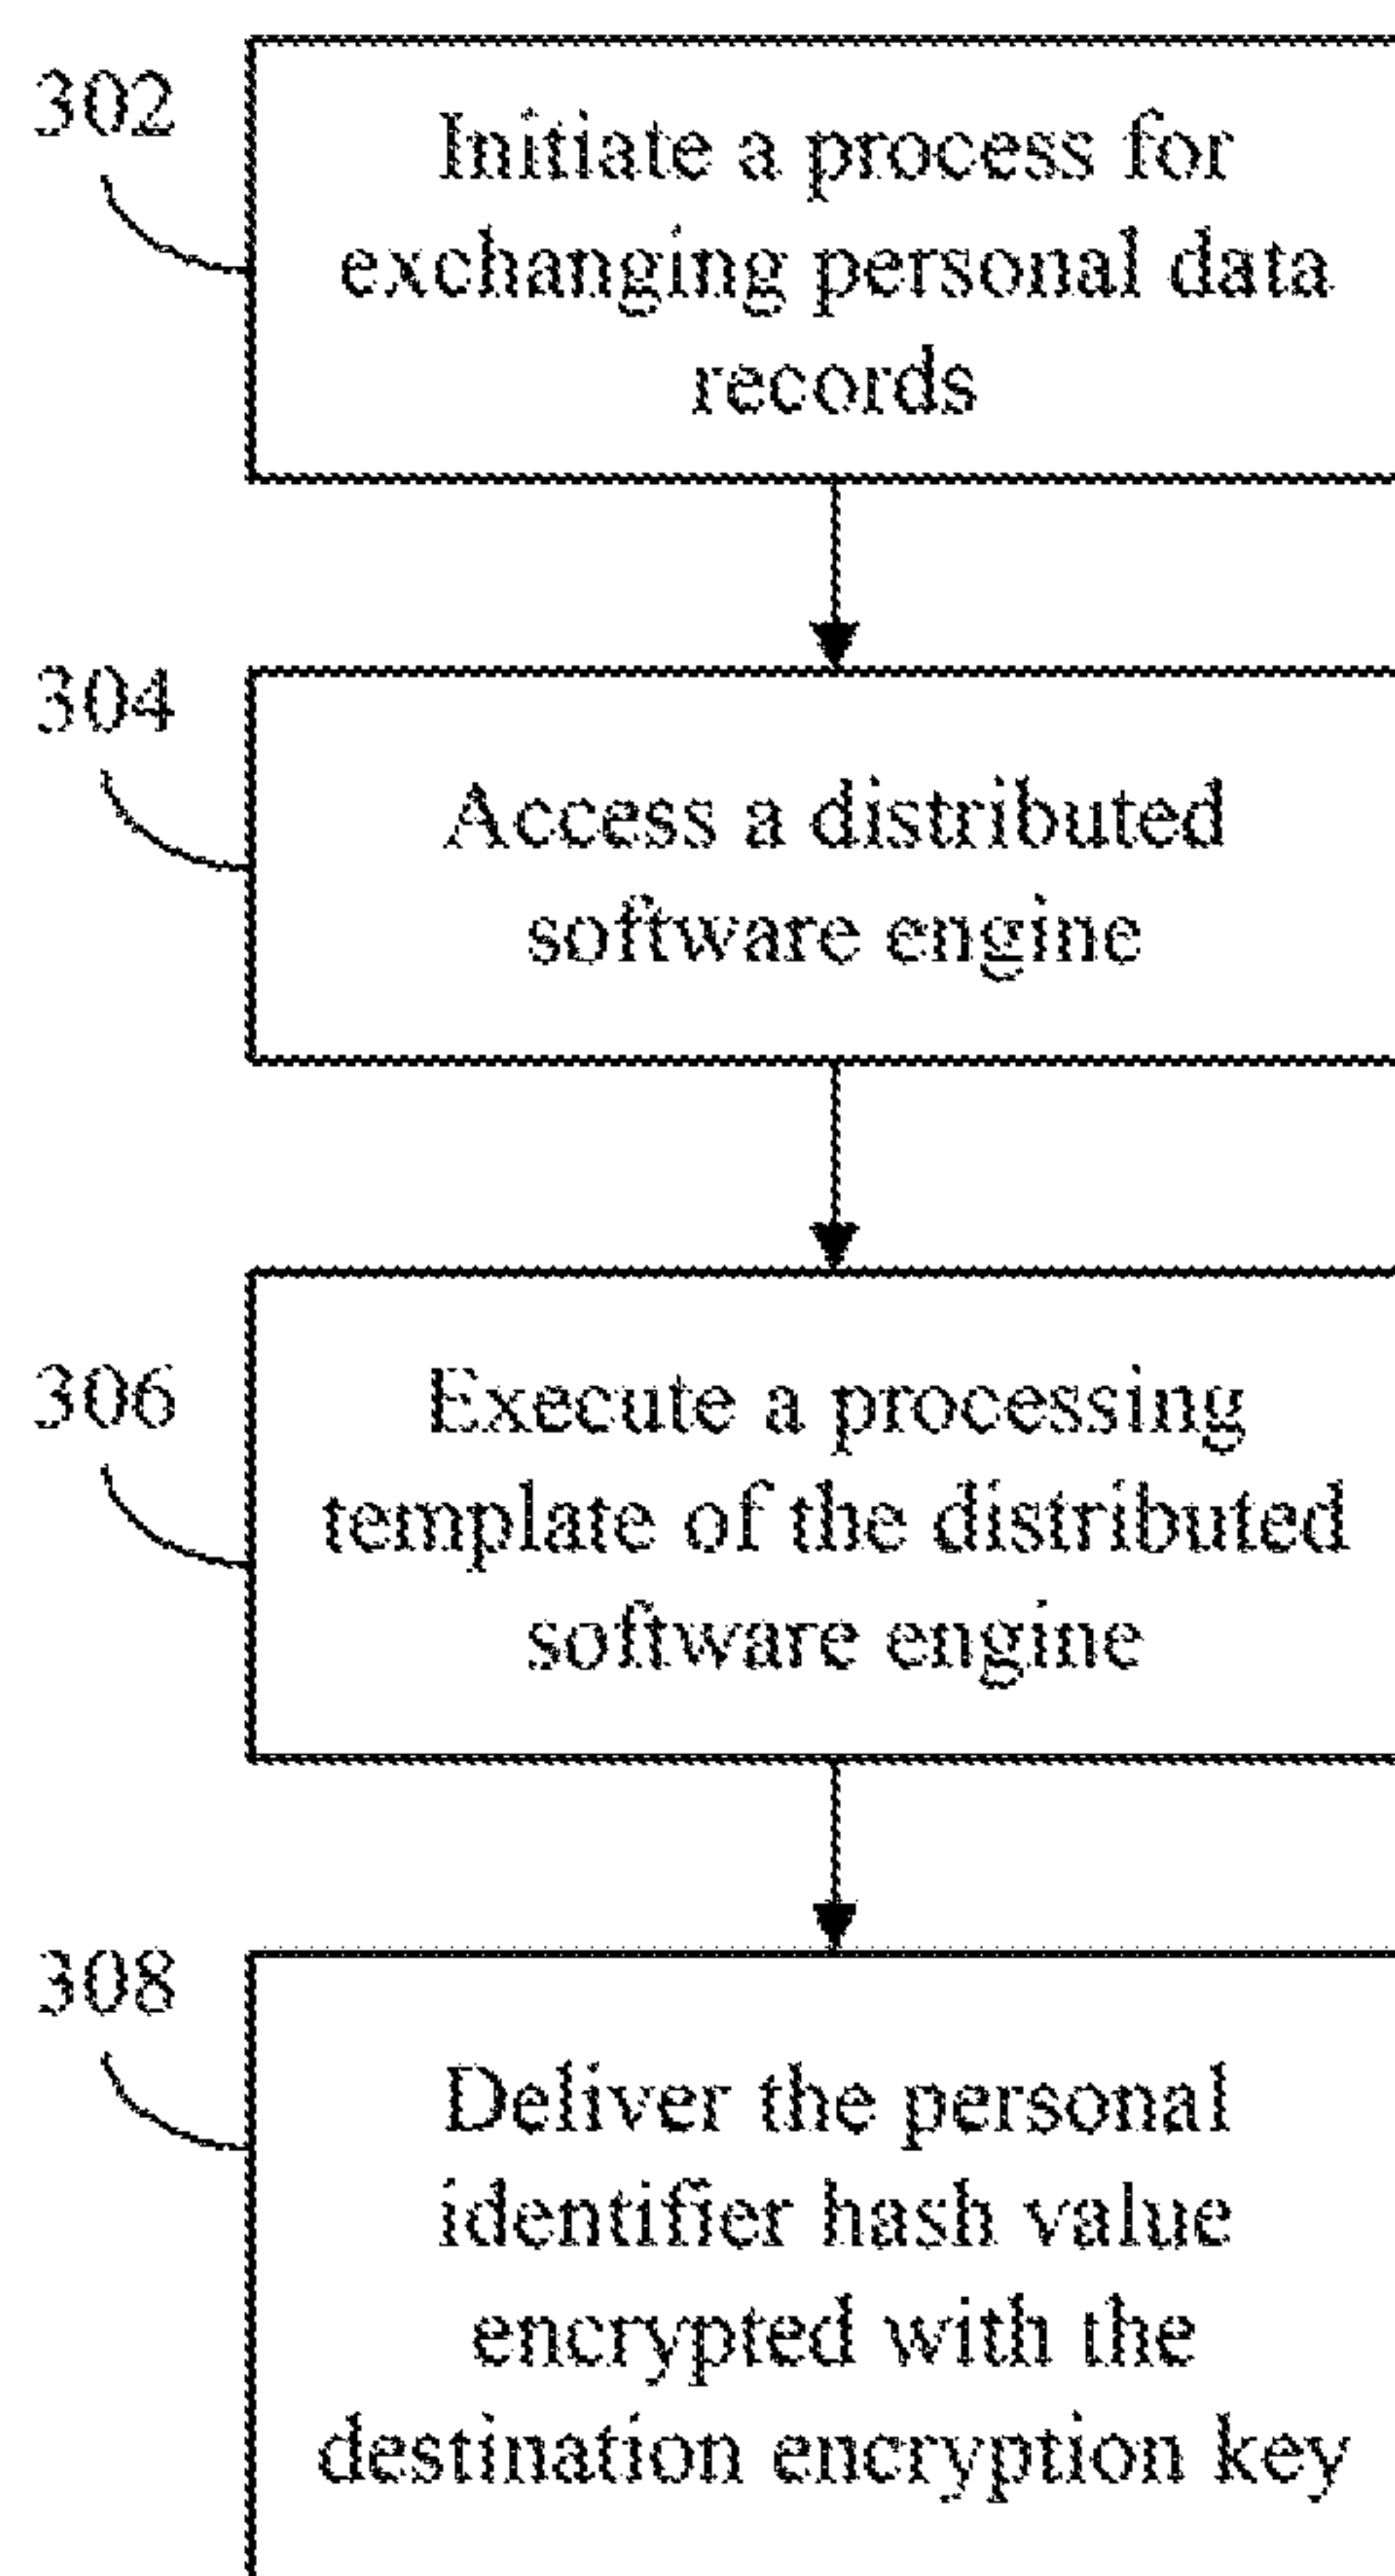 302
Initiate a process for
exchanging personal data
records
304
Access a distributed
software engine
306
Execute a processing
template of the distributed
software engine
308
Deliver the personal
identifier hash value
encrypted with the
destination encryption key